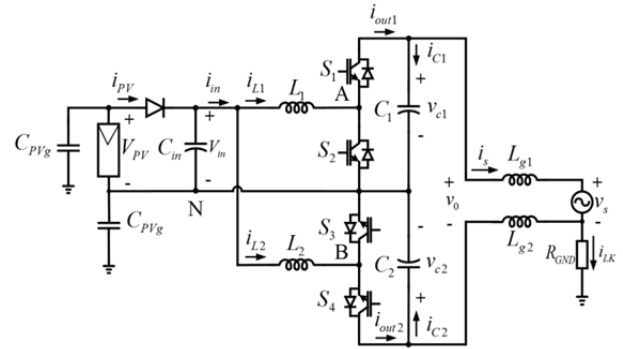 i_out1
S_1
A
i_C1
+
C_1
v_c1
-
i_PV
i_in
i_L1
L_1
C_PVg
+
V_PV
-
C_in
+
V_in
-
S_2
i_s
L_g1
+
v_s
-
+
v_0
-
N
C_PVg
i_L2
L_2
S_3
B
-
C_2
v_c2
+
L_g2
R_GND
i_LK
S_4
i_out2
i_C2